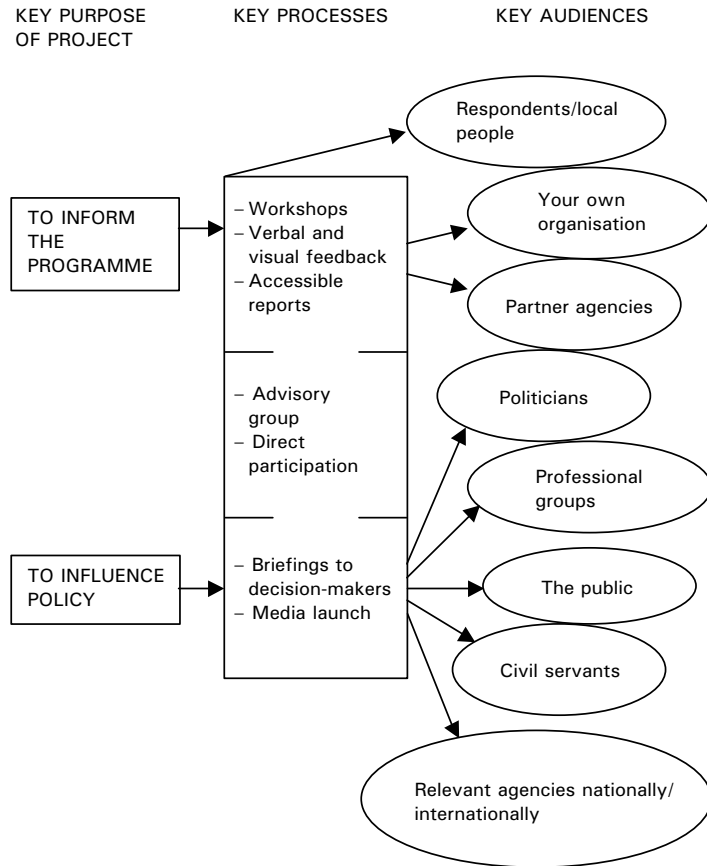 KEY PURPOSE
OF PROJECT
KEY PROCESSES
KEY AUDIENCES
TO INFORM
THE
PROGRAMME
– Workshops
– Verbal and
visual feedback
– Accessible
reports
– Advisory
group
– Direct
participation
TO INFLUENCE
POLICY
– Briefings to
decision-makers
– Media launch
Respondents/local
people
Your own
organisation
Partner agencies
Politicians
Professional
groups
The public
Civil servants
Relevant agencies nationally/
internationally